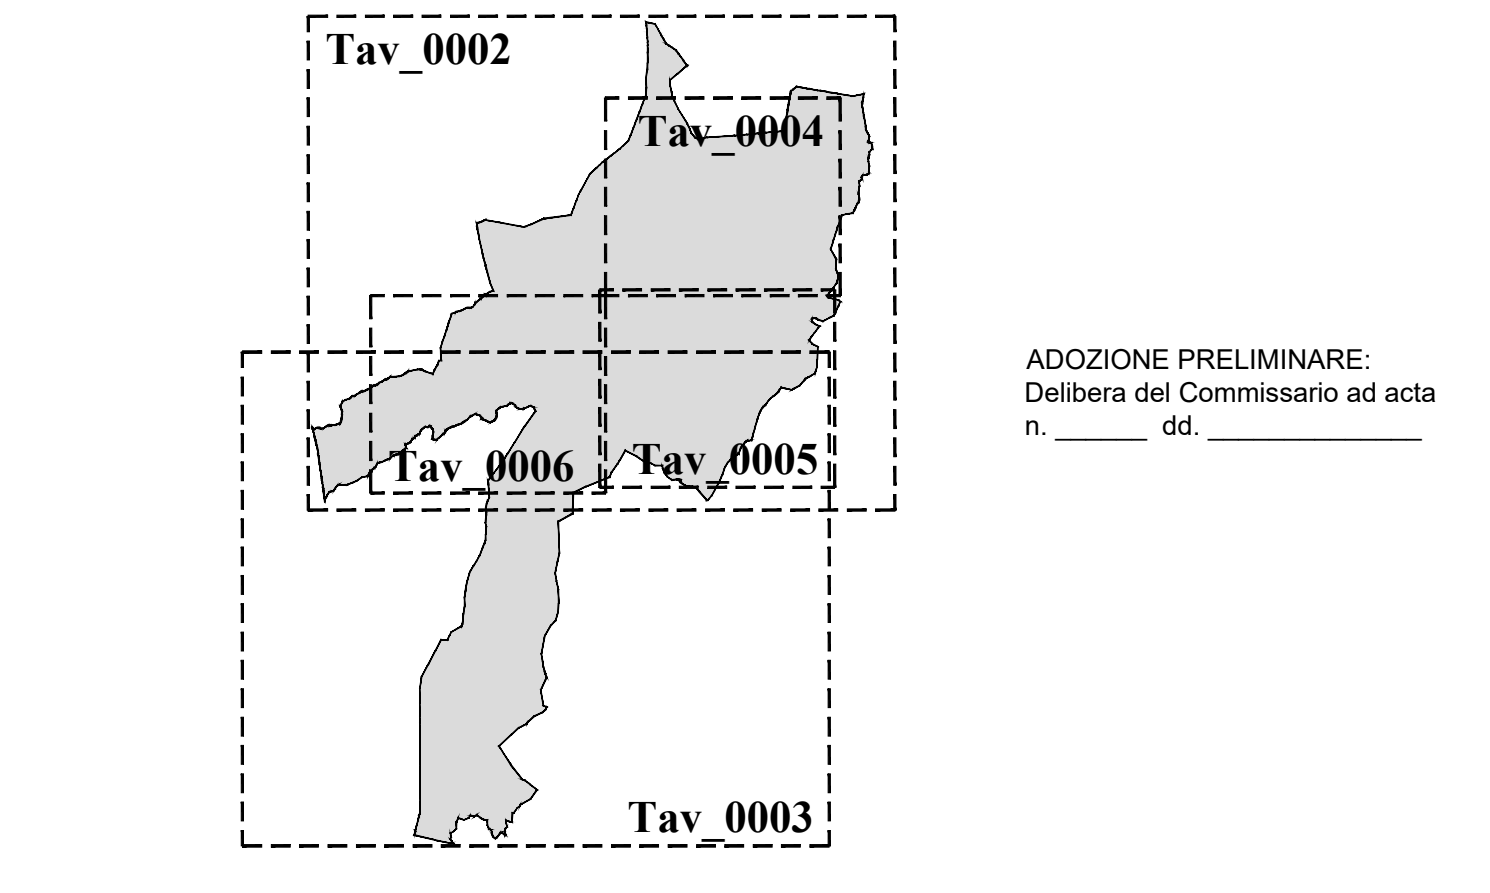 Tav_0002
Tav_0004
ADOZIONE PRELIMINARE:
Delibera del Commissario ad acta
n. ______ dd. ______________
Tav_0006
Tav_0005
Tav_0003